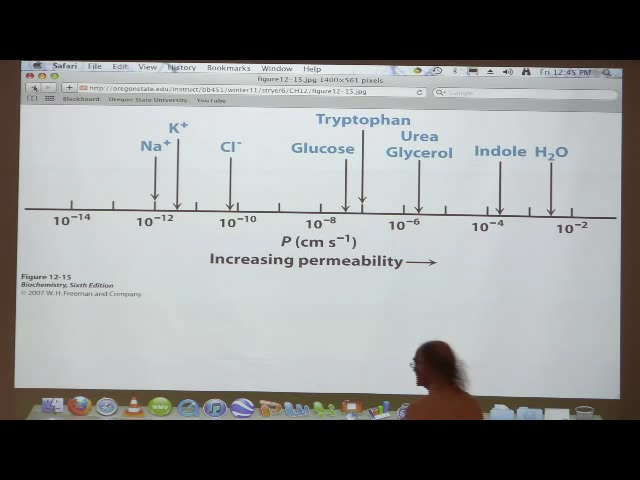 Safari File Edit View History Bookmarks Window Help Fri 12:45 PM
figure12-15.jpg 1400×561 pixels
http://oregonstate.edu/instruct/bb451/winter11/stryer6/CH12/figure12-15.jpg Google
Blackboard Oregon State University YouTube
Tryptophan
K⁺ Urea
Na⁺ Cl⁻ Glucose Glycerol Indole H₂O
10⁻¹⁴ 10⁻¹² 10⁻¹⁰ 10⁻⁸ 10⁻⁶ 10⁻⁴ 10⁻²
P (cm s⁻¹)
Increasing permeability
Figure 12-15
Biochemistry, Sixth Edition
© 2007 W. H. Freeman and Company
WMV